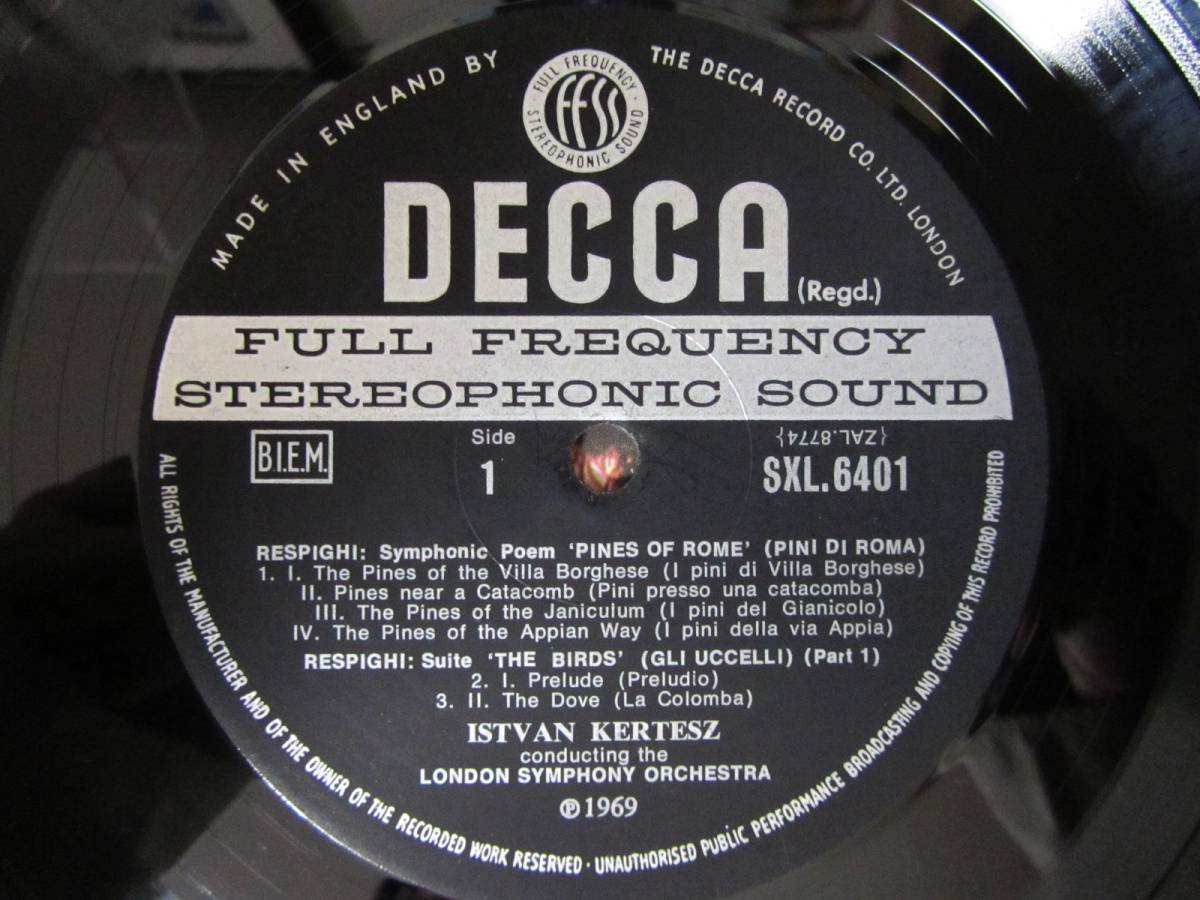 MADE IN ENGLAND BY
THE DECCA RECORD CO. LTD. LONDON
· FULL FREQUENCY ·
STEREOPHONIC SOUND
FFSS
DECCA (Regd.)
FULL FREQUENCY
STEREOPHONIC SOUND
B.I.E.M.
Side
1
{ZAL.8774}
SXL.6401
RESPIGHI: Symphonic Poem 'PINES OF ROME' (PINI DI ROMA)
1. I. The Pines of the Villa Borghese (I pini di Villa Borghese)
II. Pines near a Catacomb (Pini presso una catacomba)
III. The Pines of the Janiculum (I pini del Gianicolo)
IV. The Pines of the Appian Way (I pini della via Appia)
RESPIGHI: Suite 'THE BIRDS' (GLI UCCELLI) (Part 1)
2. I. Prelude (Preludio)
3. II. The Dove (La Colomba)
ISTVAN KERTESZ
conducting the
LONDON SYMPHONY ORCHESTRA
℗1969
ALL RIGHTS OF THE MANUFACTURER AND OF THE OWNER OF THE RECORDED WORK RESERVED · UNAUTHORISED PUBLIC PERFORMANCE BROADCASTING AND COPYING OF THIS RECORD PROHIBITED